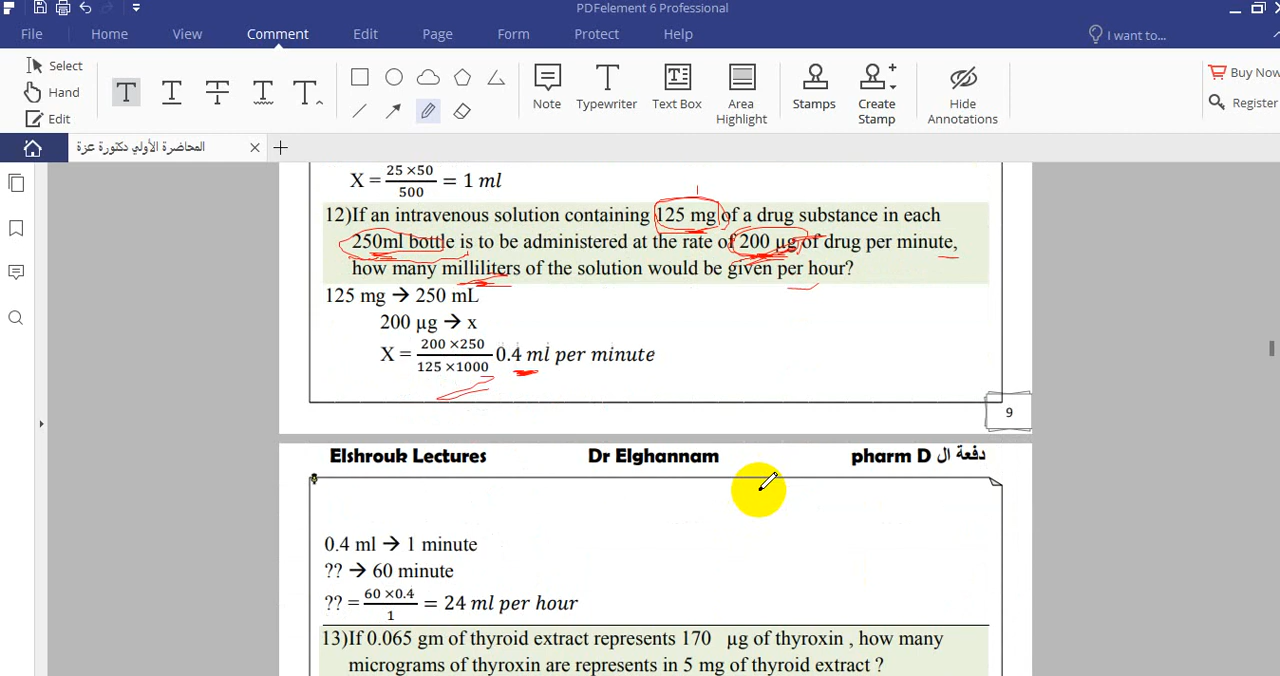 PDFelement 6 Professional
File Home View Comment Edit Page Form Protect Help I want to...
Select
Hand
Edit
T T T T T
Note Typewriter Text Box Area Highlight Stamps Create Stamp Hide Annotations
Buy Now
Register
المحاضرة الأولي دكتورة عزة
X = 25 ×50 / 500 = 1 ml
12)If an intravenous solution containing 125 mg of a drug substance in each
250ml bottle is to be administered at the rate of 200 µg of drug per minute,
how many milliliters of the solution would be given per hour?
125 mg → 250 mL
200 µg → x
X = 200 ×250 / 125 ×1000 0.4 ml per minute
9
Elshrouk Lectures Dr Elghannam pharm D دفعة ال
0.4 ml → 1 minute
?? → 60 minute
?? = 60 ×0.4 / 1 = 24 ml per hour
13)If 0.065 gm of thyroid extract represents 170 µg of thyroxin , how many
micrograms of thyroxin are represents in 5 mg of thyroid extract ?